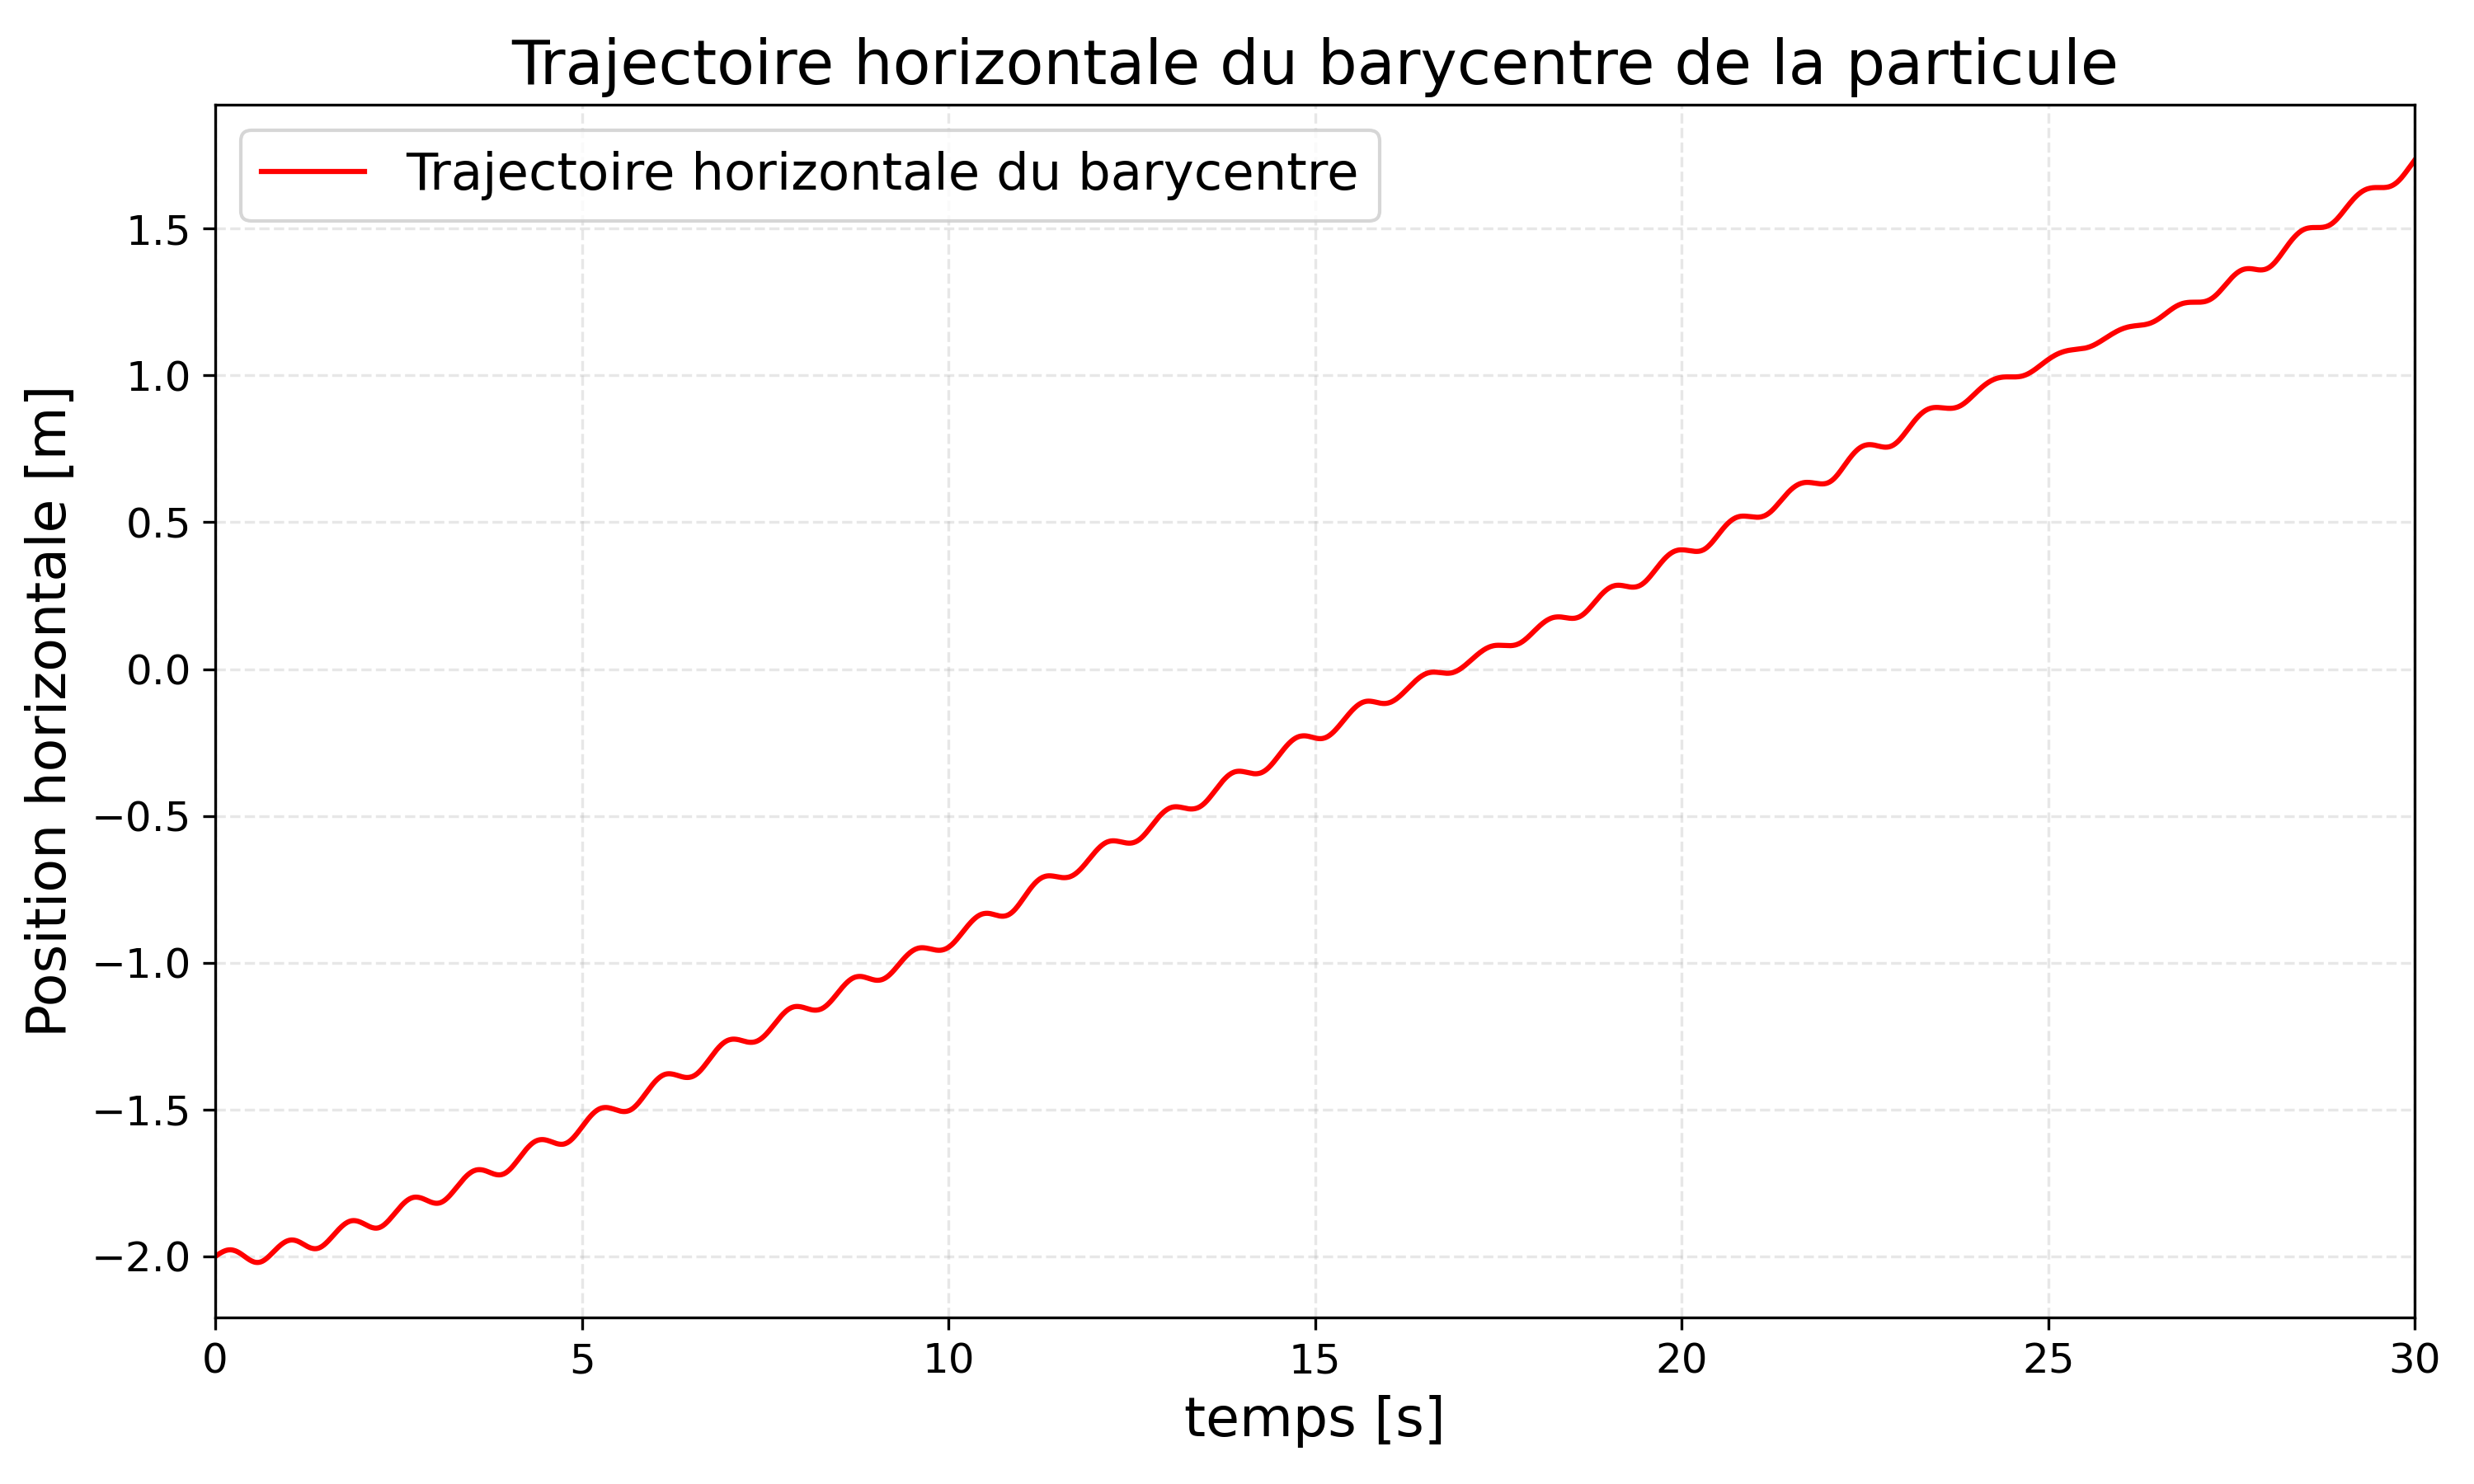 Trajectoire horizontale du barycentre de la particule
Trajectoire horizontale du barycentre
Position horizontale [m]
1.5
1.0
0.5
0.0
−0.5
−1.0
−1.5
−2.0
0 5 10 15 20 25 30
temps [s]